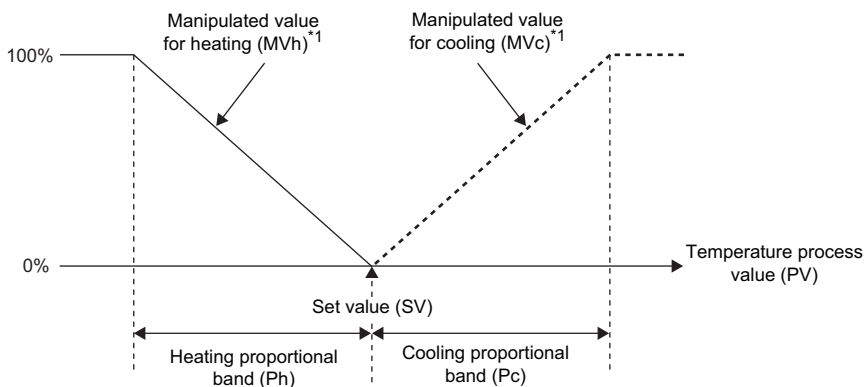 Manipulated value
for heating (MVh)*1
Manipulated value
for cooling (MVc)*1
100%
0%
Temperature process
value (PV)
Set value (SV)
Heating proportional
band (Ph)
Cooling proportional
band (Pc)